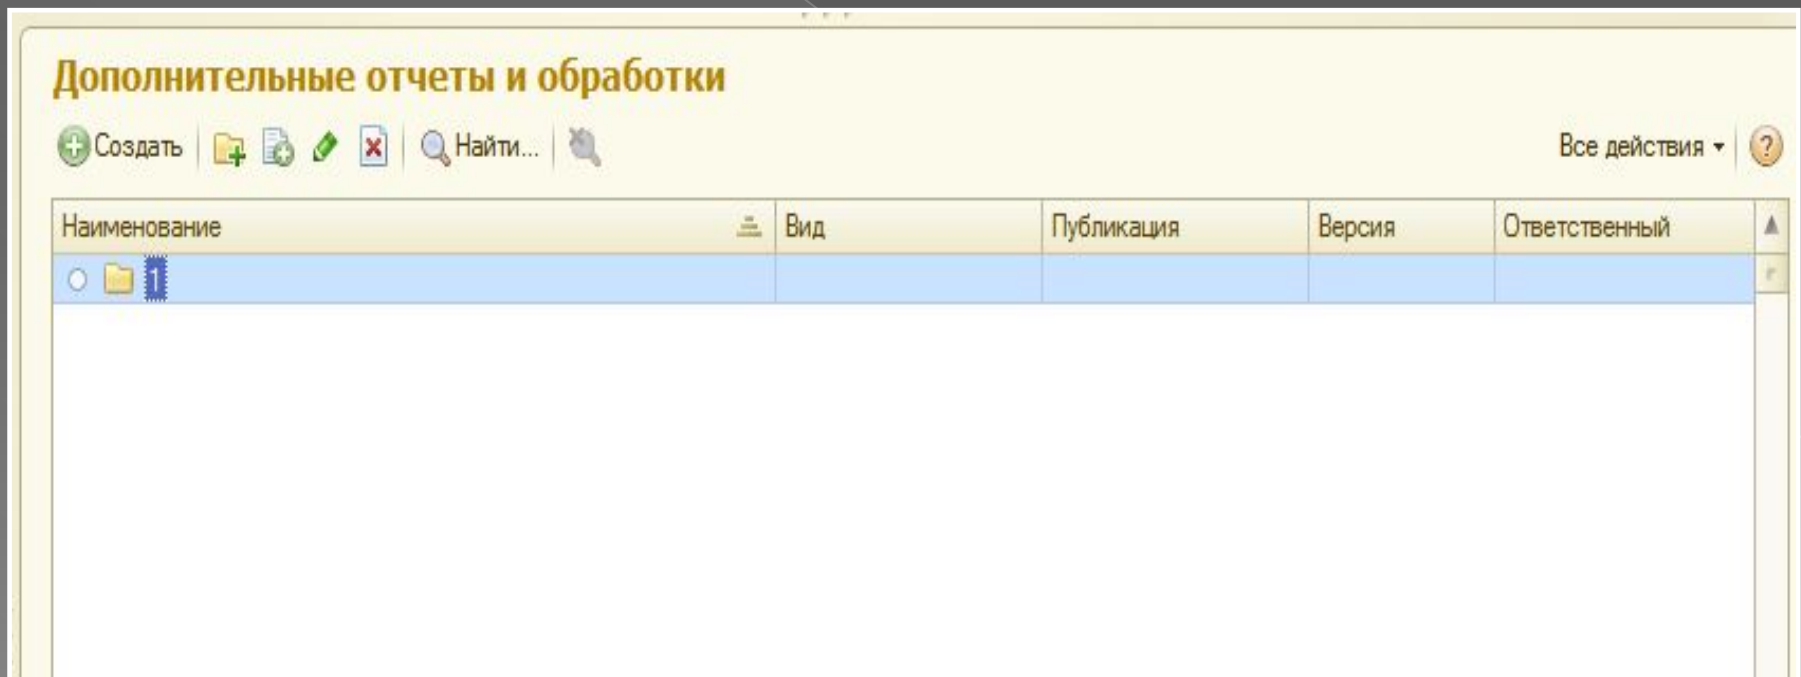 Дополнительные отчеты и обработки
Создать Найти... Все действия ?
Наименование Вид Публикация Версия Ответственный
1